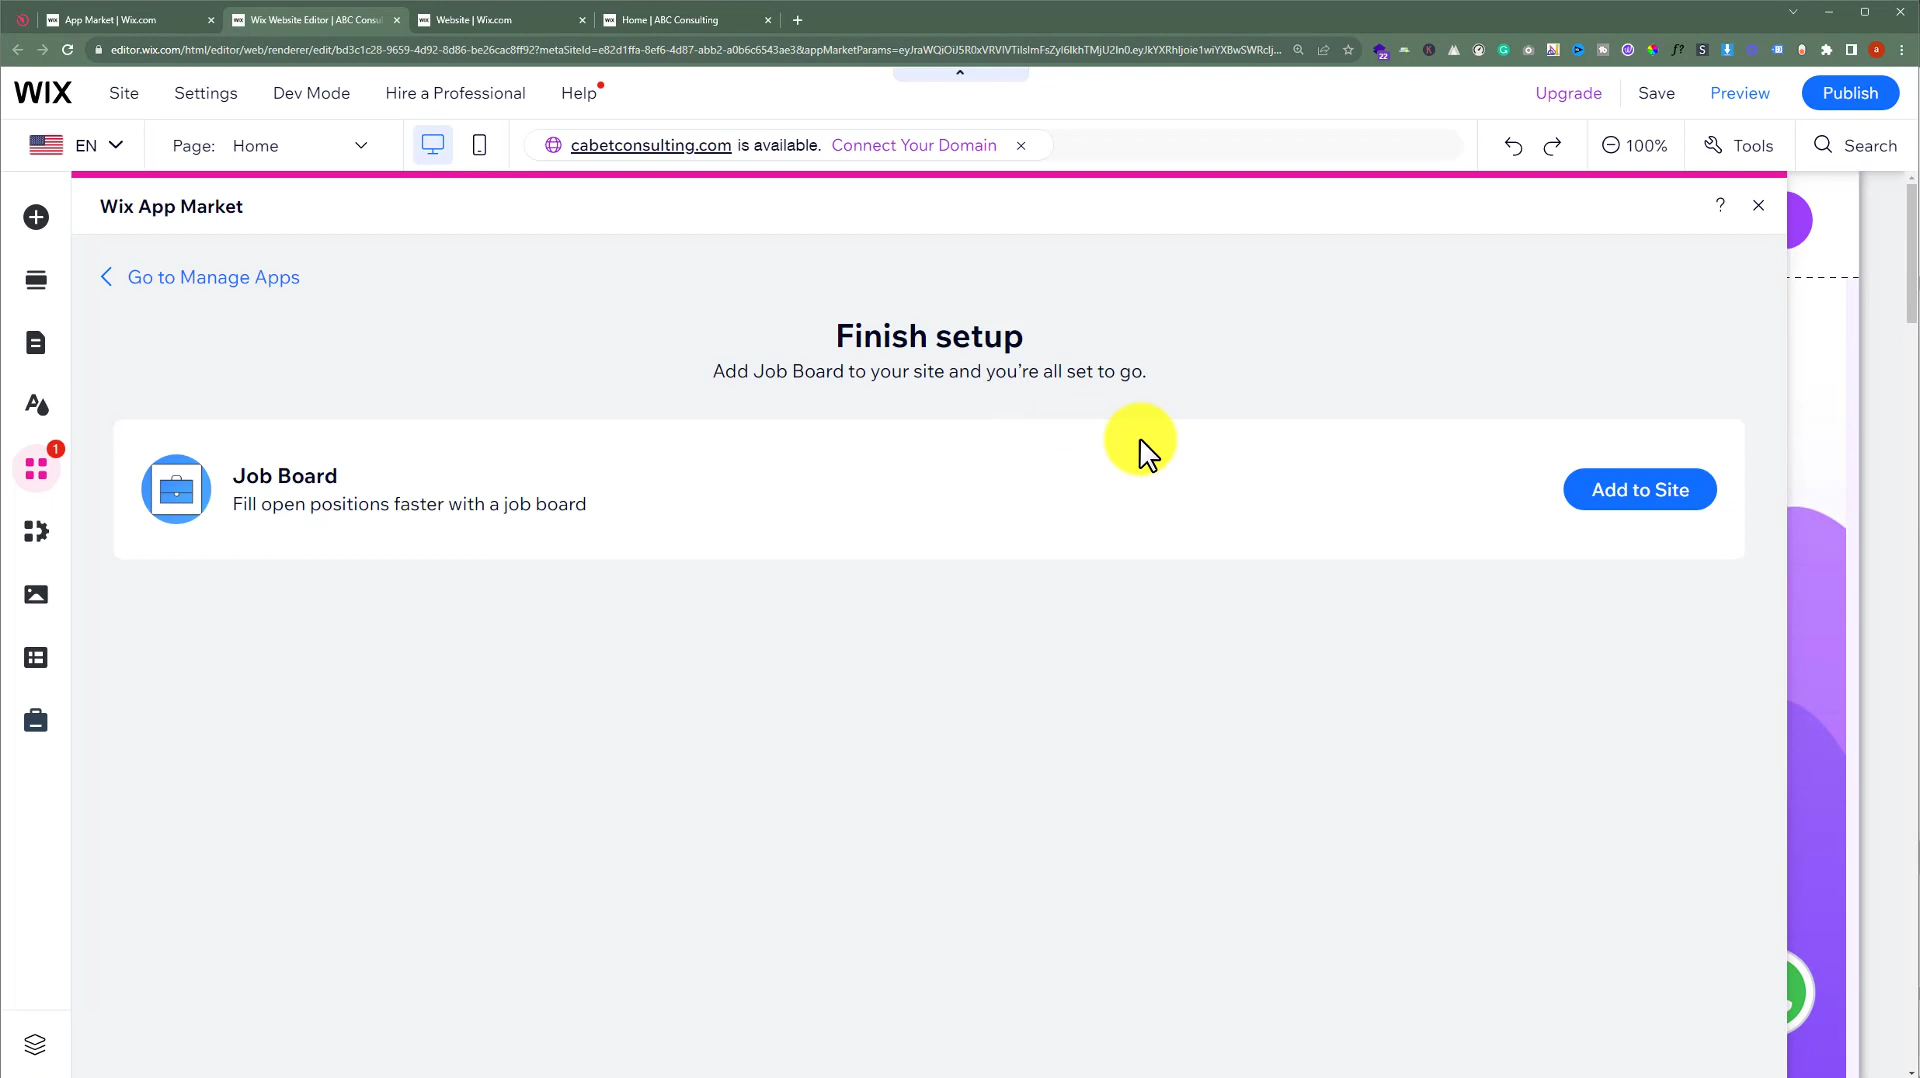 App Market | Wix.com
Wix Website Editor | ABC Consul
Website | Wix.com
Home | ABC Consulting
WIX
Site
Settings
Dev Mode
Hire a Professional
Help
Upgrade
Save
Preview
Publish
EN
Page: Home
cabetconsulting.com is available. Connect Your Domain
100%
Tools
Search
Wix App Market
?
Go to Manage Apps
Finish setup
Add Job Board to your site and you're all set to go.
1
Job Board
Fill open positions faster with a job board
Add to Site